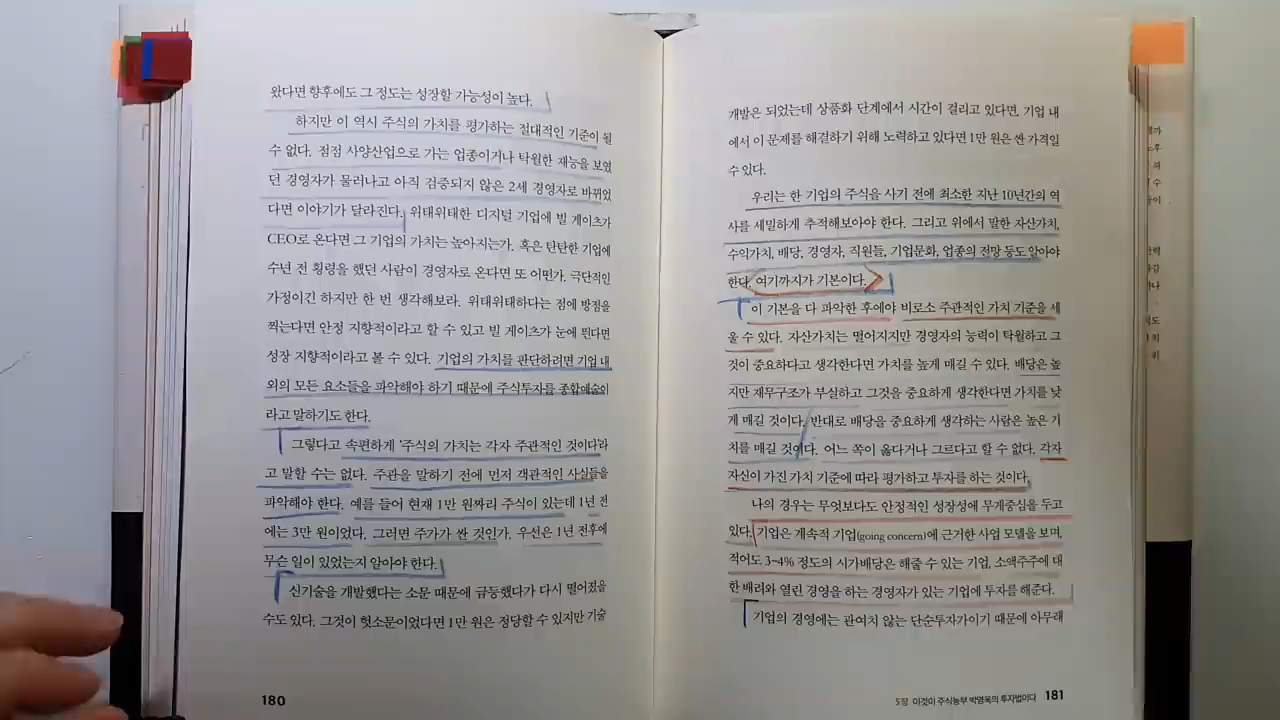 왔다면 향후에도 그 정도는 성장할 가능성이 높다.
하지만 이 역시 주식의 가치를 평가하는 절대적인 기준이 될
수 없다. 점점 사양산업으로 가는 업종이거나 탁월한 재능을 보였
던 경영자가 물러나고 아직 검증되지 않은 2세 경영자로 바뀌었
다면 이야기가 달라진다. 위태위태한 디지털 기업에 빌 게이츠가
CEO로 온다면 그 기업의 가치는 높아지는가. 혹은 탄탄한 기업에
수년 전 횡령을 했던 사람이 경영자로 온다면 또 어떤가. 극단적인
가정이긴 하지만 한 번 생각해보라. 위태위태하다는 점에 방점을
찍는다면 안정 지향적이라고 할 수 있고 빌 게이츠가 눈에 띈다면
성장 지향적이라고 볼 수 있다. 기업의 가치를 판단하려면 기업 내
외의 모든 요소들을 파악해야 하기 때문에 주식투자를 종합예술이
라고 말하기도 한다.
그렇다고 속편하게 '주식의 가치는 각자 주관적인 것이다'라
고 말할 수는 없다. 주관을 말하기 전에 먼저 객관적인 사실들을
파악해야 한다. 예를 들어 현재 1만 원짜리 주식이 있는데 1년 전
에는 3만 원이었다. 그러면 주가가 싼 것인가. 우선은 1년 전후에
무슨 일이 있었는지 알아야 한다.
신기술을 개발했다는 소문 때문에 급등했다가 다시 떨어졌을
수도 있다. 그것이 헛소문이었다면 1만 원은 정당할 수 있지만 기술
180
개발은 되었는데 상품화 단계에서 시간이 걸리고 있다면, 기업 내
에서 이 문제를 해결하기 위해 노력하고 있다면 1만 원은 싼 가격일
수 있다.
우리는 한 기업의 주식을 사기 전에 최소한 지난 10년간의 역
사를 세밀하게 추적해보아야 한다. 그리고 위에서 말한 자산가치,
수익가치, 배당, 경영자, 직원들, 기업문화, 업종의 전망 등도 알아야
한다. 여기까지가 기본이다.
이 기본을 다 파악한 후에야 비로소 주관적인 가치 기준을 세
울 수 있다. 자산가치는 떨어지지만 경영자의 능력이 탁월하고 그
것이 중요하다고 생각한다면 가치를 높게 매길 수 있다. 배당은 높
지만 재무구조가 부실하고 그것을 중요하게 생각한다면 가치를 낮
게 매길 것이다. 반대로 배당을 중요하게 생각하는 사람은 높은 가
치를 매길 것이다. 어느 쪽이 옳다거나 그르다고 할 수 없다. 각자
자신이 가진 가치 기준에 따라 평가하고 투자를 하는 것이다.
나의 경우는 무엇보다도 안정적인 성장성에 무게중심을 두고
있다. 기업은 계속적 기업(going concern)에 근거한 사업 모델을 보며,
적어도 3~4% 정도의 시가배당은 해줄 수 있는 기업, 소액주주에 대
한 배려와 열린 경영을 하는 경영자가 있는 기업에 투자를 해준다.
기업의 경영에는 관여치 않는 단순투자가이기 때문에 아무래
5장 이것이 주식농부 박영옥의 투자법이다 181